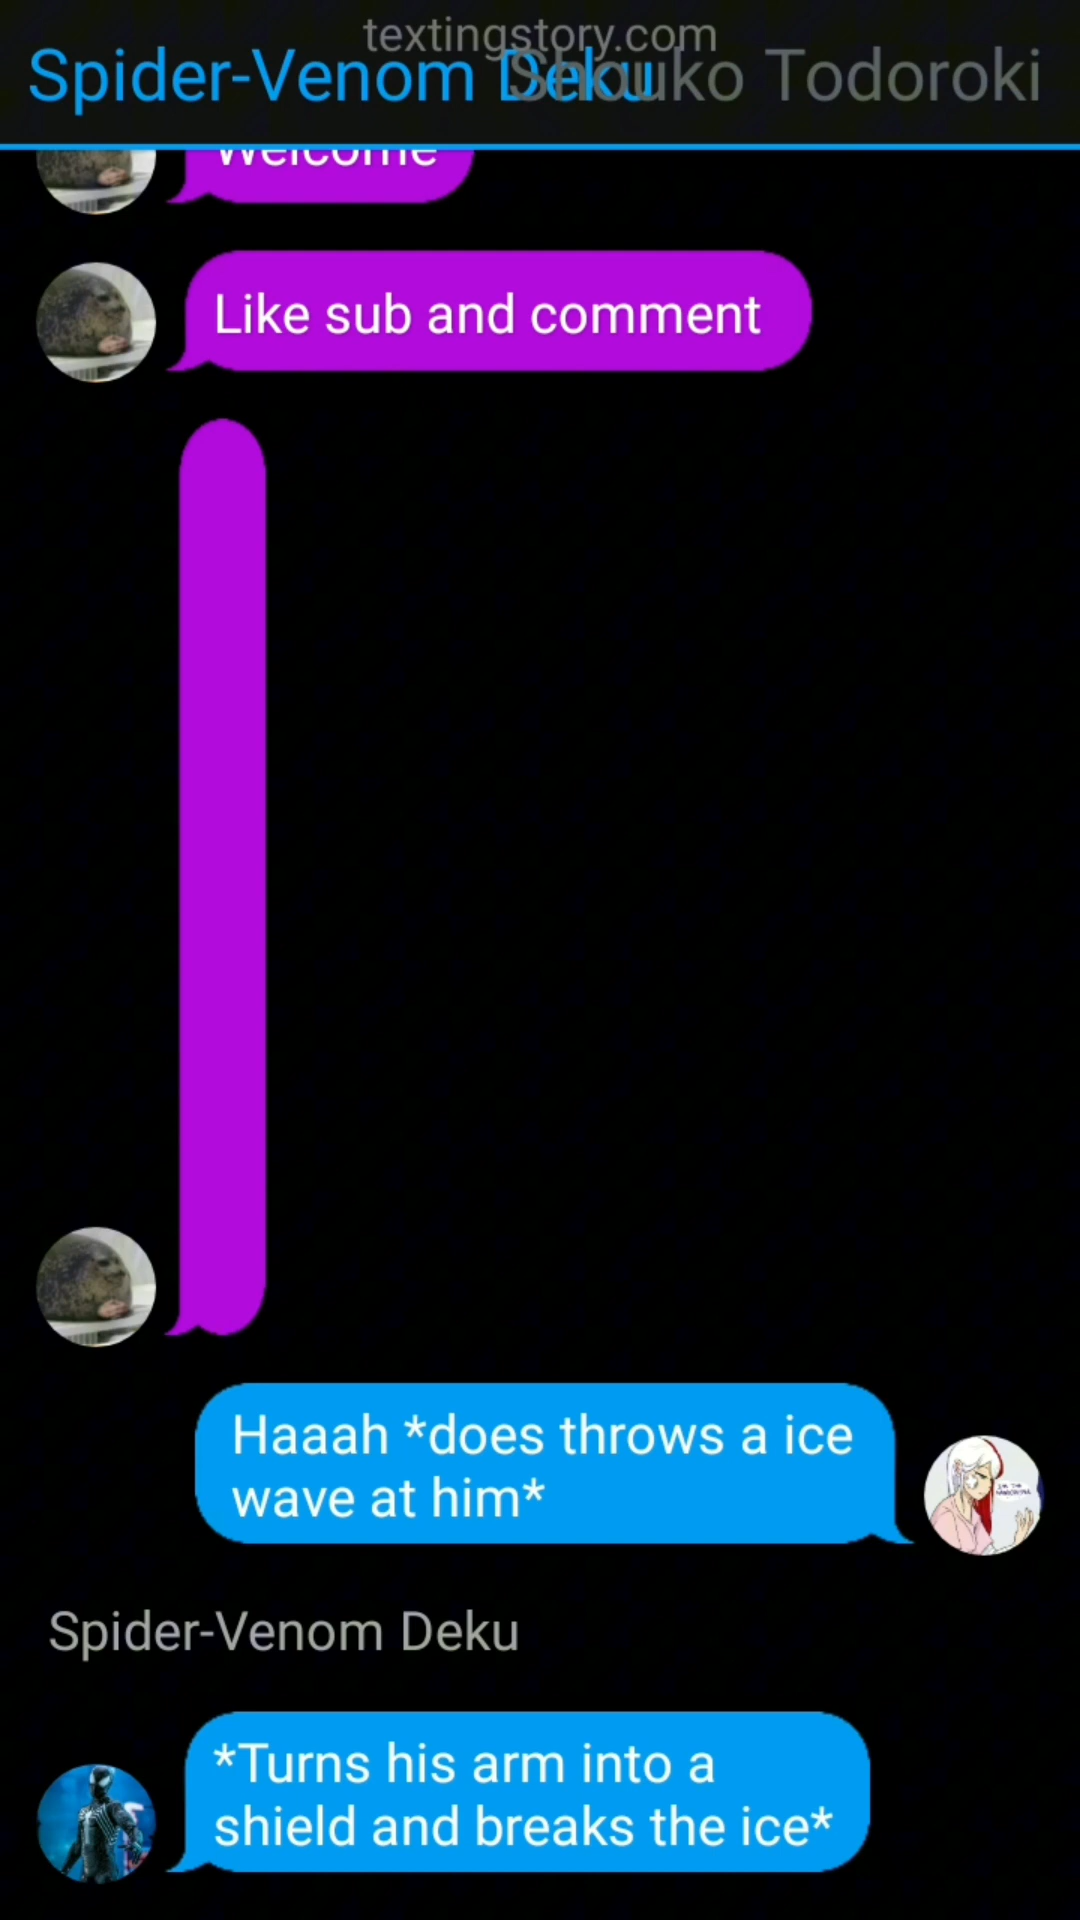 textingstory.com
Spider-Venom Deku
Shouko Todoroki
Welcome
Like sub and comment
Haaah *does throws a ice
wave at him*
Spider-Venom Deku
*Turns his arm into a
shield and breaks the ice*